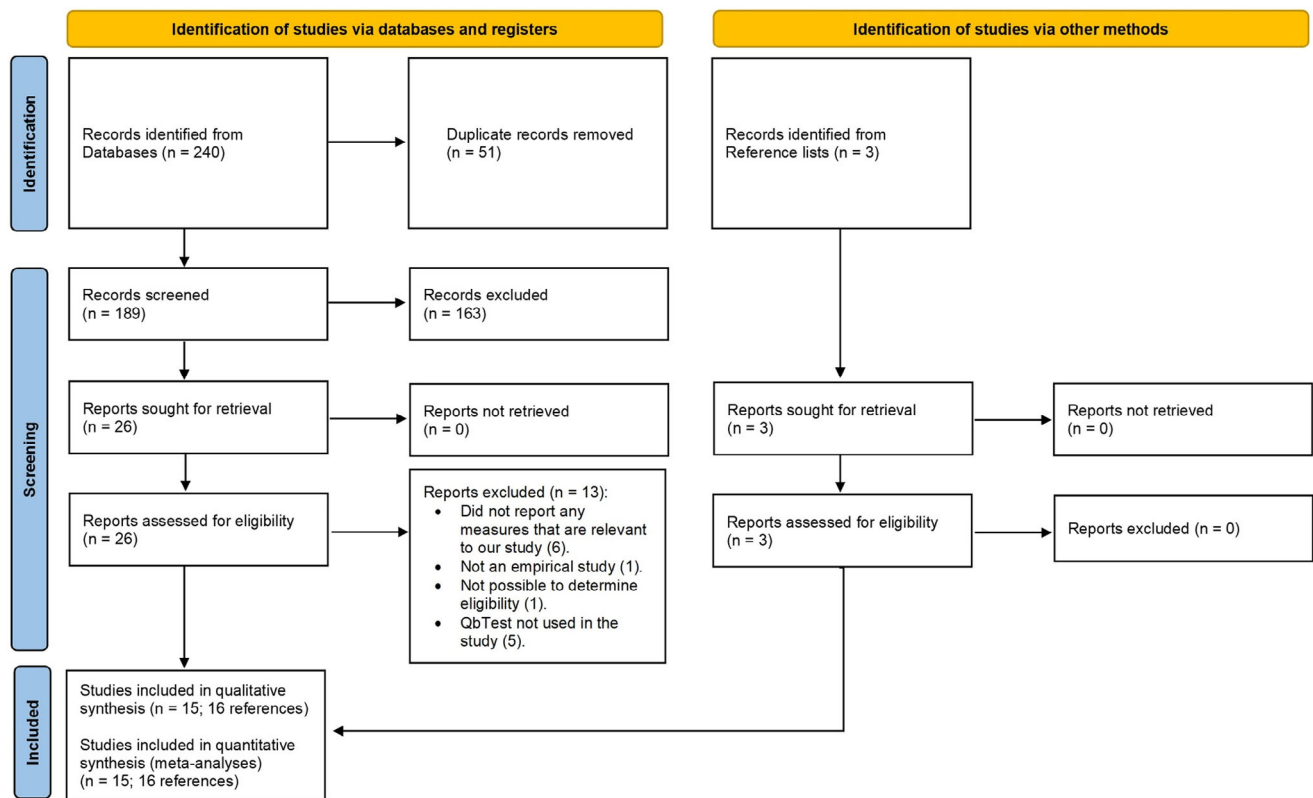 Identification of studies via databases and registers
Identification of studies via other methods
Identification
Records identified from
Databases (n = 240)
Duplicate records removed
(n = 51)
Records identified from
Reference lists (n = 3)
Screening
Records screened
(n = 189)
Records excluded
(n = 163)
Reports sought for retrieval
(n = 26)
Reports not retrieved
(n = 0)
Reports sought for retrieval
(n = 3)
Reports not retrieved
(n = 0)
Reports assessed for eligibility
(n = 26)
Reports excluded (n = 13):
• Did not report any
measures that are relevant
to our study (6).
• Not an empirical study (1).
• Not possible to determine
eligibility (1).
• QbTest not used in the
study (5).
Reports assessed for eligibility
(n = 3)
Reports excluded (n = 0)
Included
Studies included in qualitative
synthesis (n = 15; 16 references)
Studies included in quantitative
synthesis (meta-analyses)
(n = 15; 16 references)